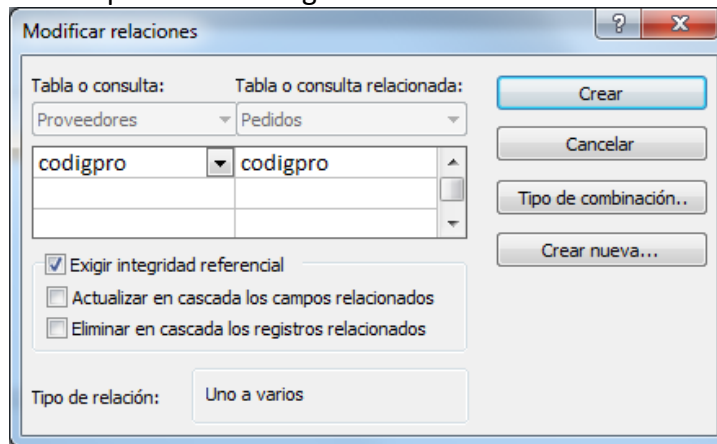 Modificar relaciones
Tabla o consulta: Tabla o consulta relacionada:
Proveedores Pedidos
codigpro codigpro
Exigir integridad referencial
Actualizar en cascada los campos relacionados
Eliminar en cascada los registros relacionados
Tipo de relación: Uno a varios
Crear
Cancelar
Tipo de combinación..
Crear nueva...